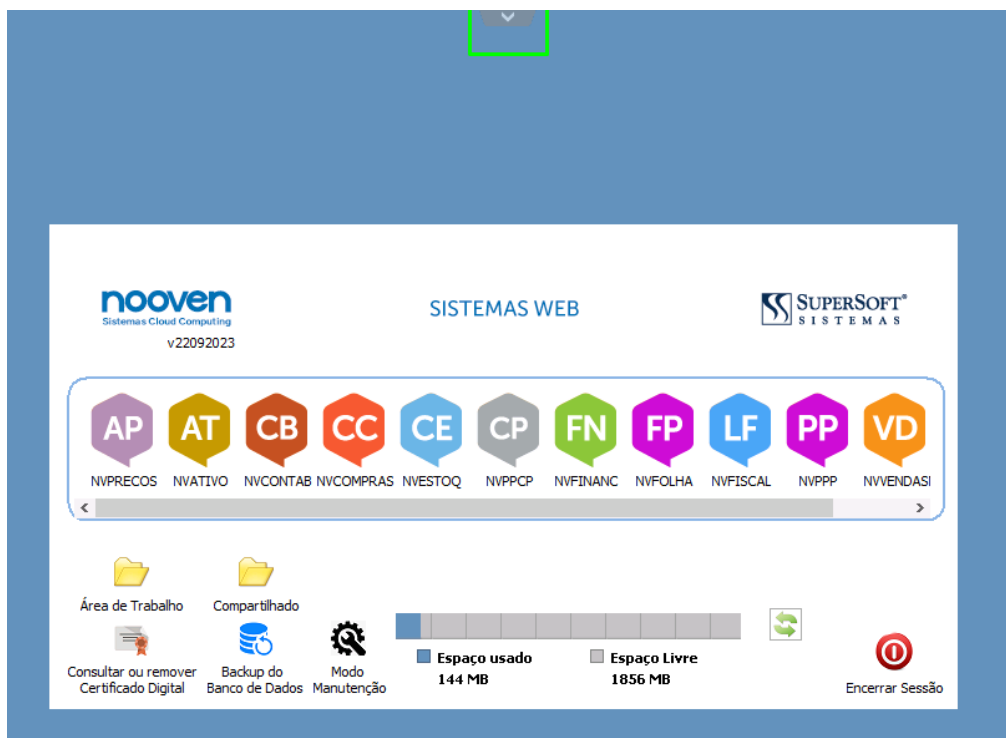 nooven
Sistemas Cloud Computing
v22092023
SISTEMAS WEB
SUPERSOFT®
SISTEMAS
AP AT CB CC CE CP FN FP LF PP VD
NVPRECOS NVATIVO NVCONTAB NVCOMPRAS NVESTOQ NVPPCP NVFINANC NVFOLHA NVFISCAL NVPPP NVVENDASI
Área de Trabalho
Compartilhado
Consultar ou remover
Certificado Digital
Backup do
Banco de Dados
Modo
Manutenção
Espaço usado
144 MB
Espaço Livre
1856 MB
Encerrar Sessão